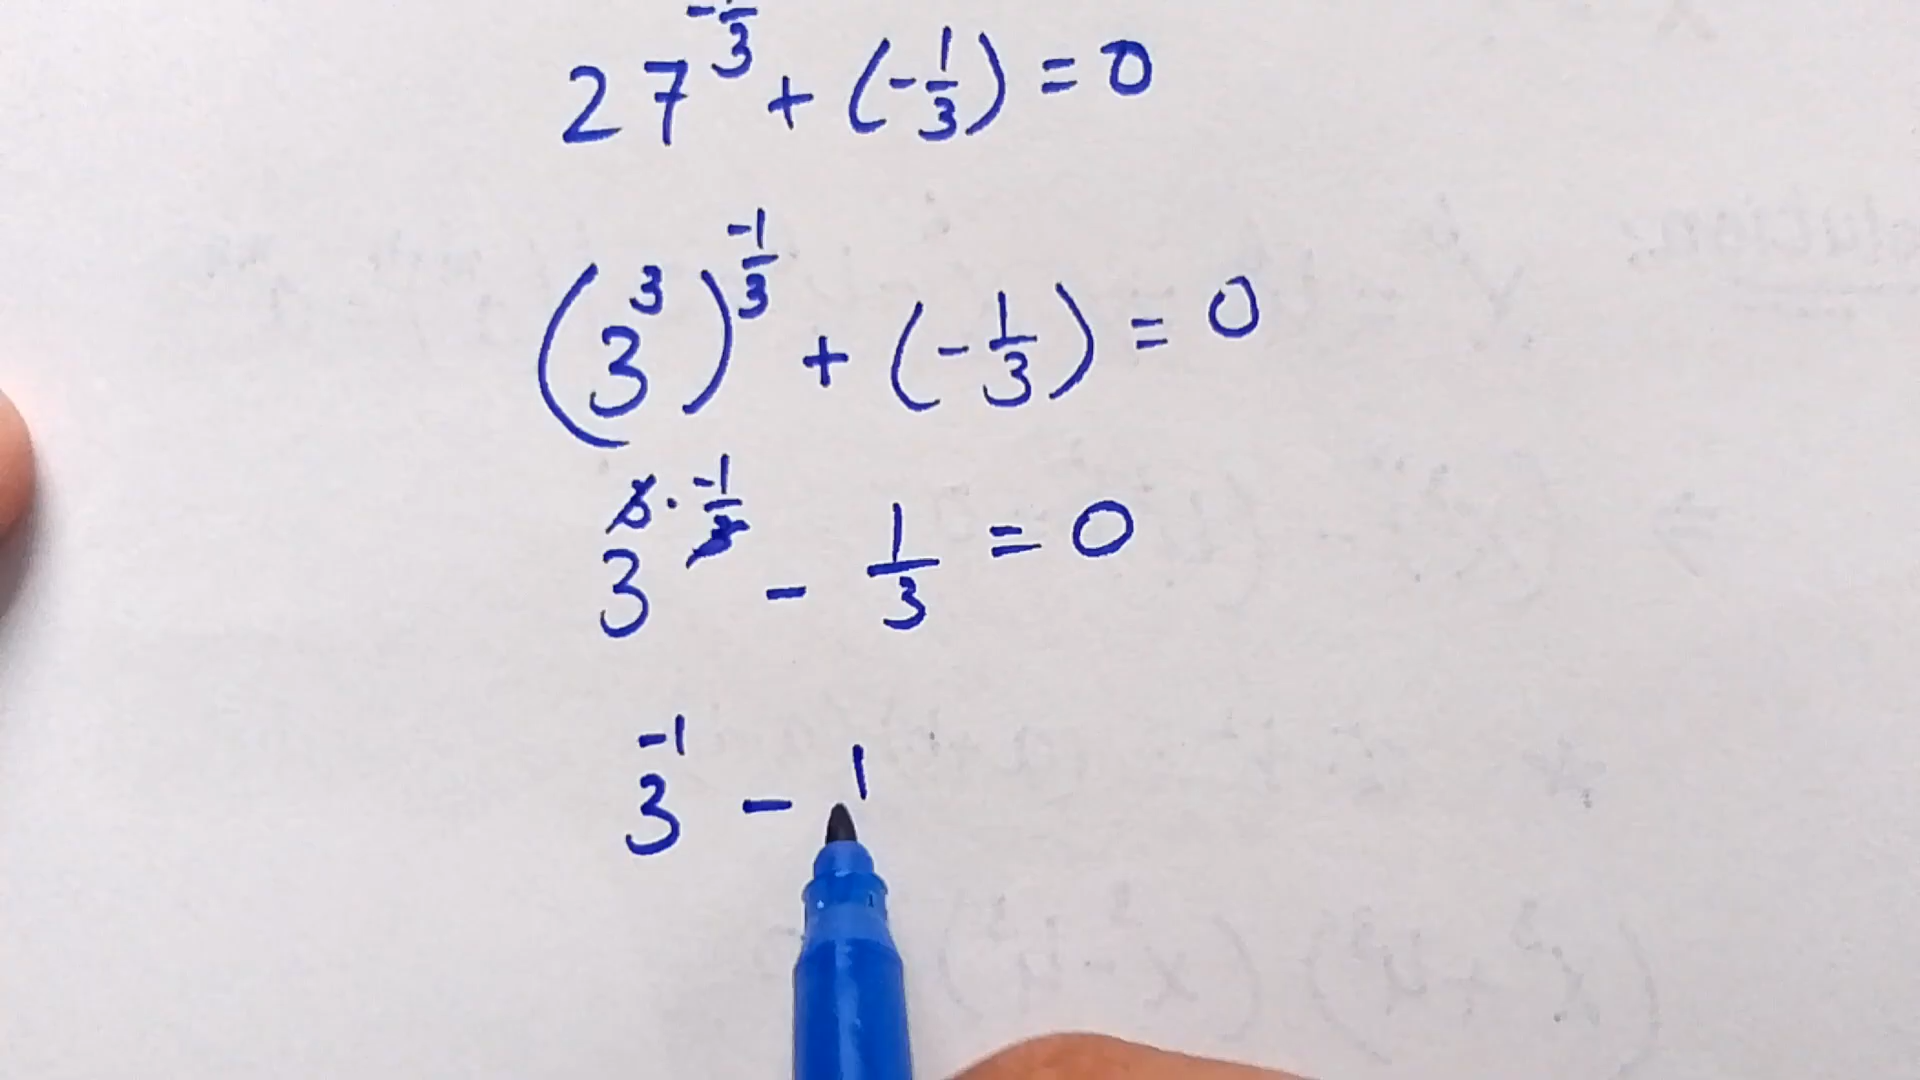 27^(-1/3) + (-1/3) = 0
(3^3)^(-1/3) + (-1/3) = 0
3^(3·-1/3) - 1/3 = 0
3^-1 - 1